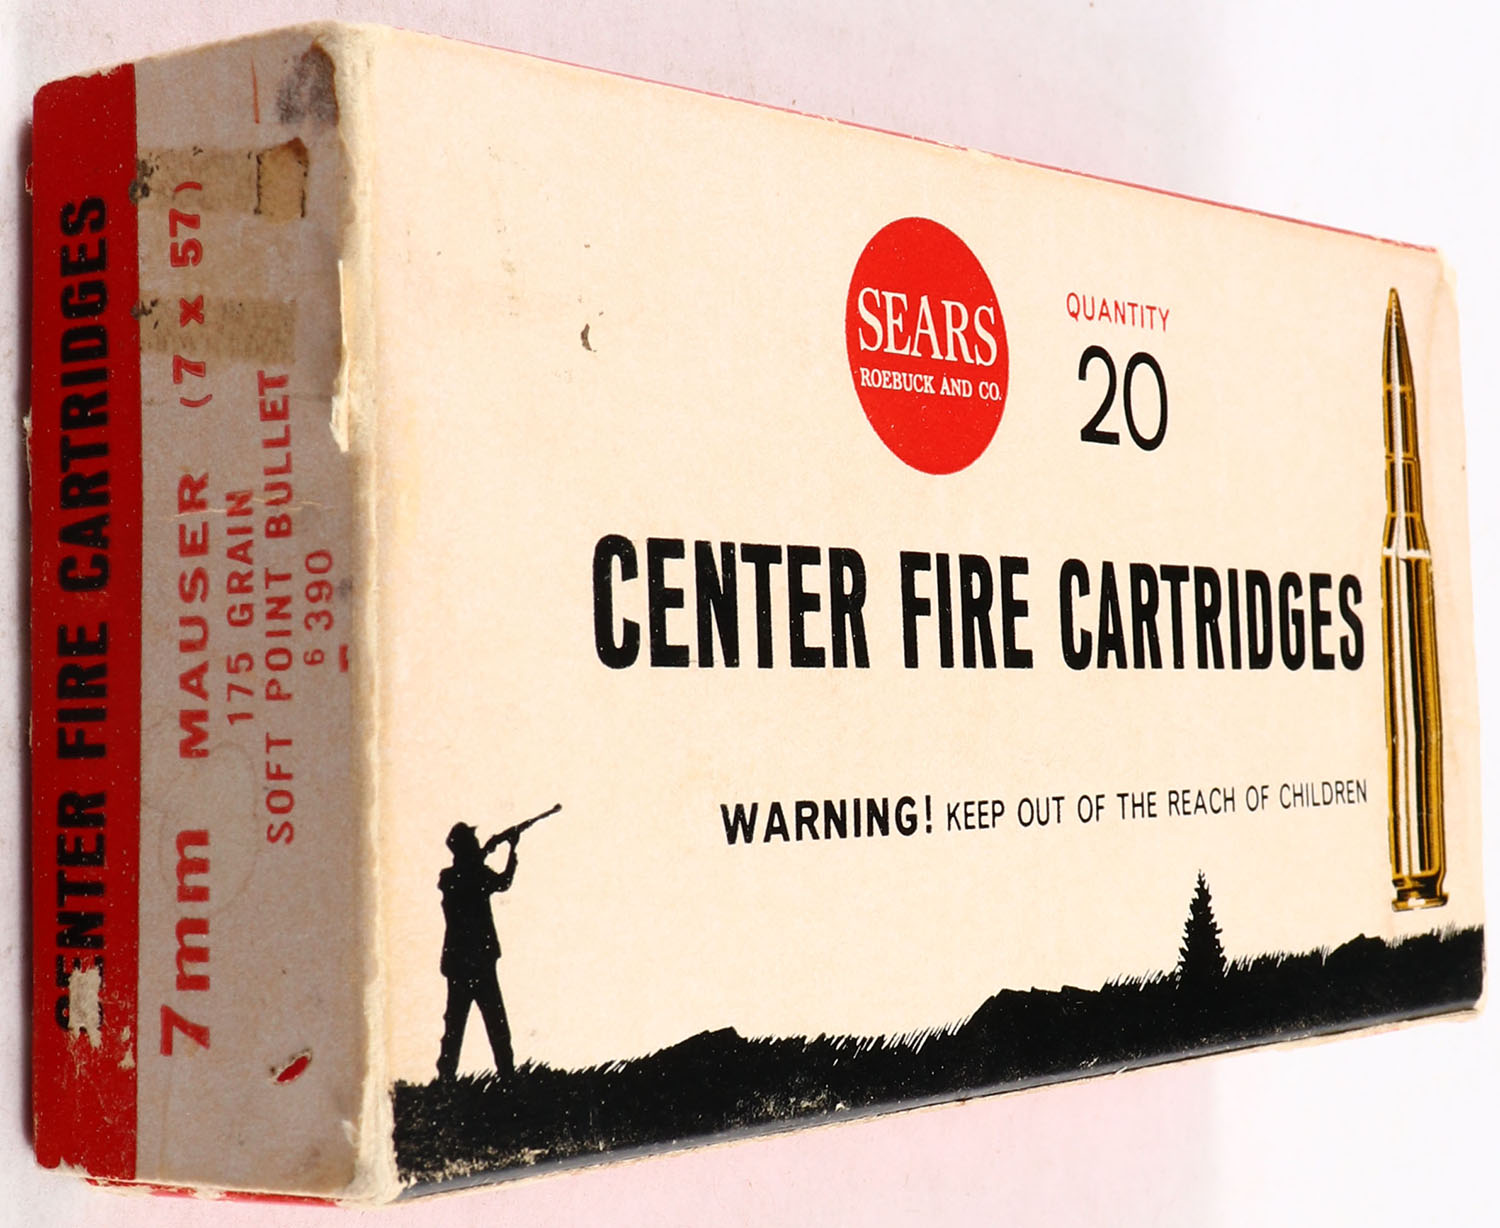 SEARS
ROEBUCK AND CO.
QUANTITY
20
CENTER FIRE CARTRIDGES
WARNING! KEEP OUT OF THE REACH OF CHILDREN
CENTER FIRE CARTRIDGES
7mm MAUSER (7 x 57)
175 GRAIN
SOFT POINT BULLET
6 390